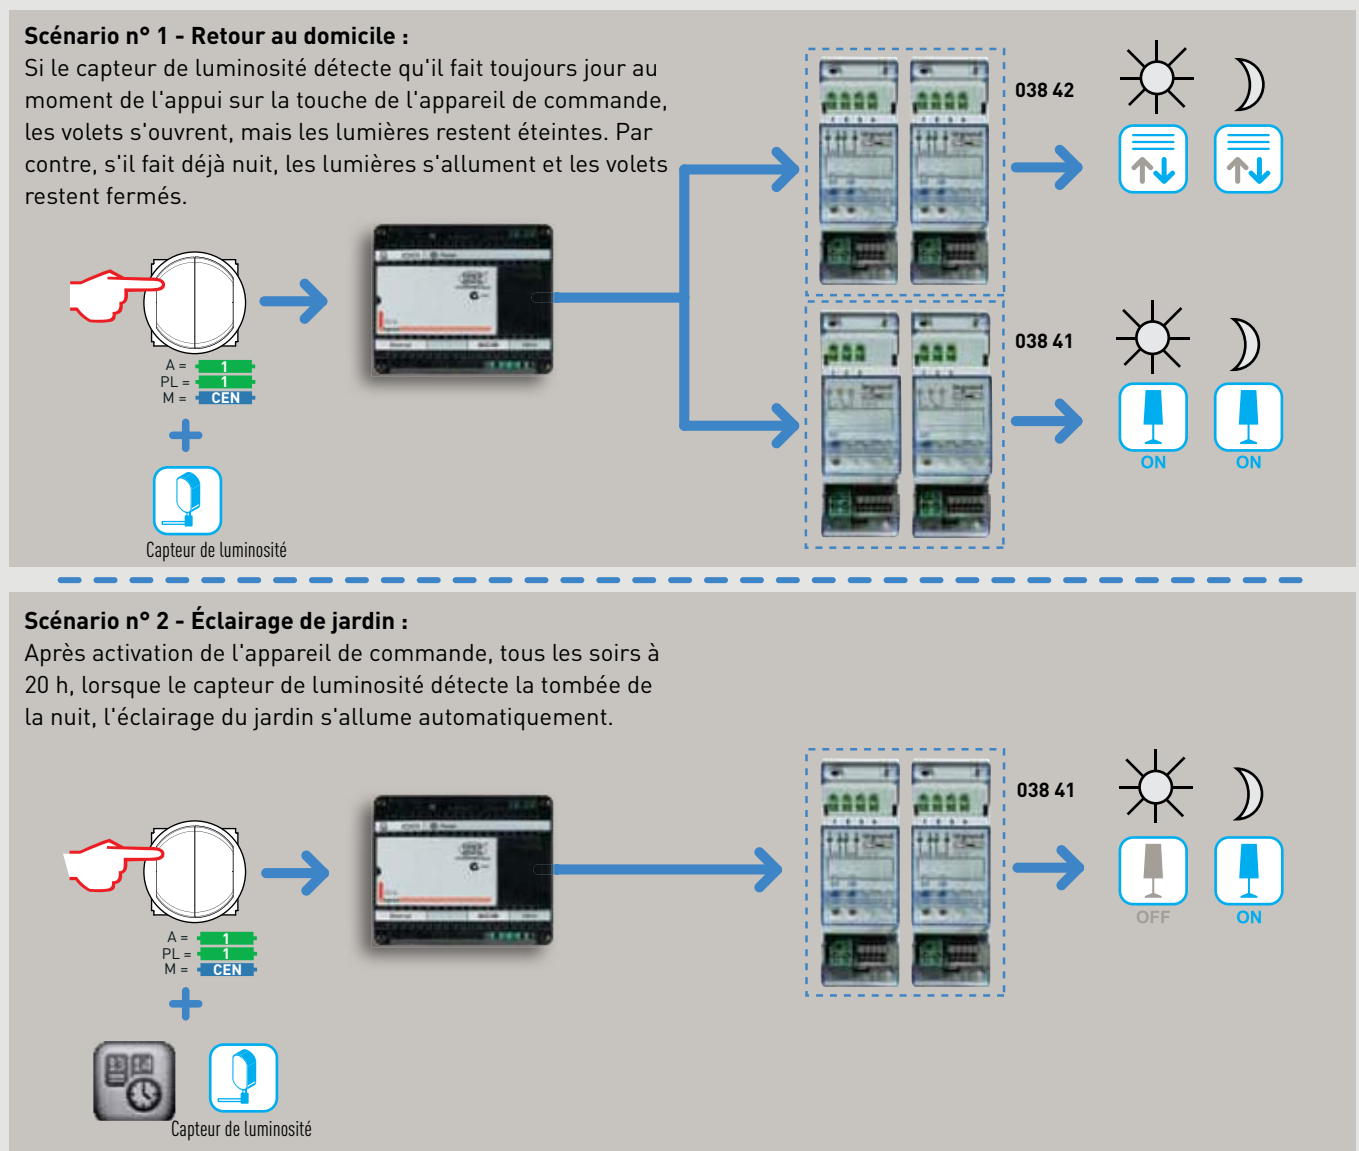 Scénario n° 1 - Retour au domicile :
Si le capteur de luminosité détecte qu'il fait toujours jour au
moment de l'appui sur la touche de l'appareil de commande,
les volets s'ouvrent, mais les lumières restent éteintes. Par
contre, s'il fait déjà nuit, les lumières s'allument et les volets
restent fermés.
038 42
038 41
A = 1
PL = 1
M = CEN
ON
ON
Capteur de luminosité
Scénario n° 2 - Éclairage de jardin :
Après activation de l'appareil de commande, tous les soirs à
20 h, lorsque le capteur de luminosité détecte la tombée de
la nuit, l'éclairage du jardin s'allume automatiquement.
038 41
A = 1
PL = 1
M = CEN
OFF
ON
Capteur de luminosité